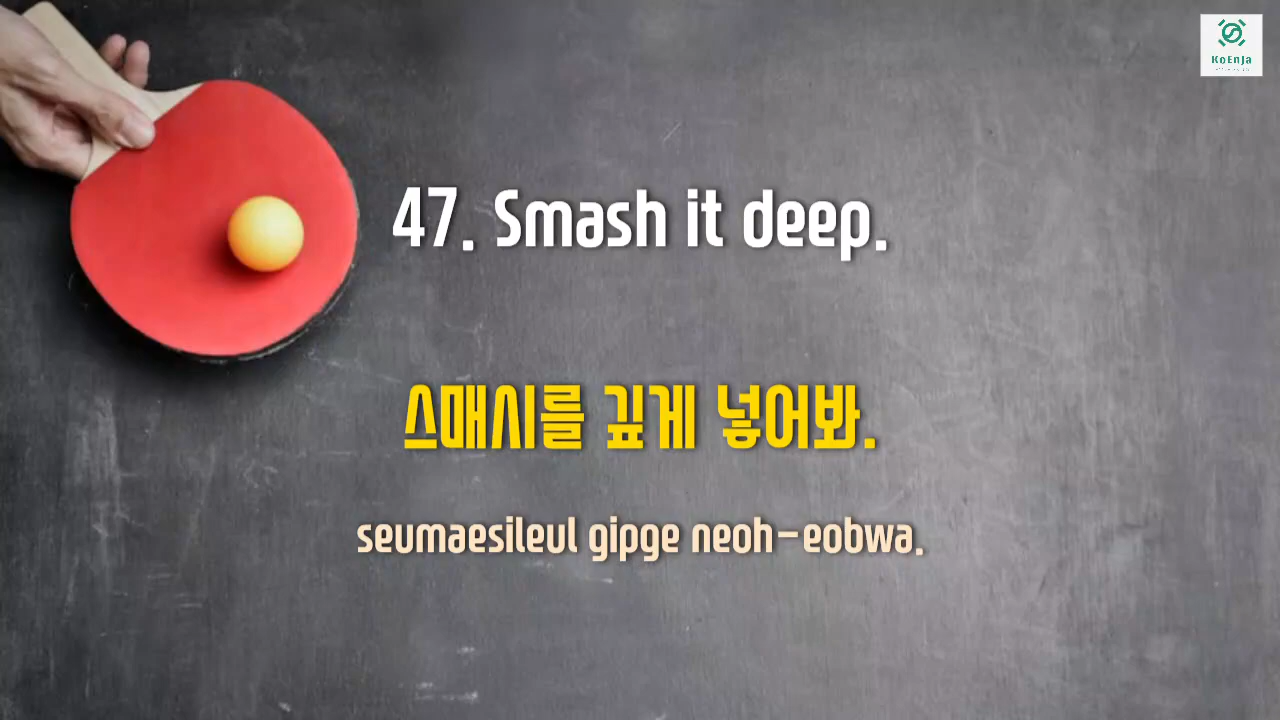 KoEnJa
47. Smash it deep.
스매시를 깊게 넣어봐.
seumaesileul gipge neoh-eobwa.